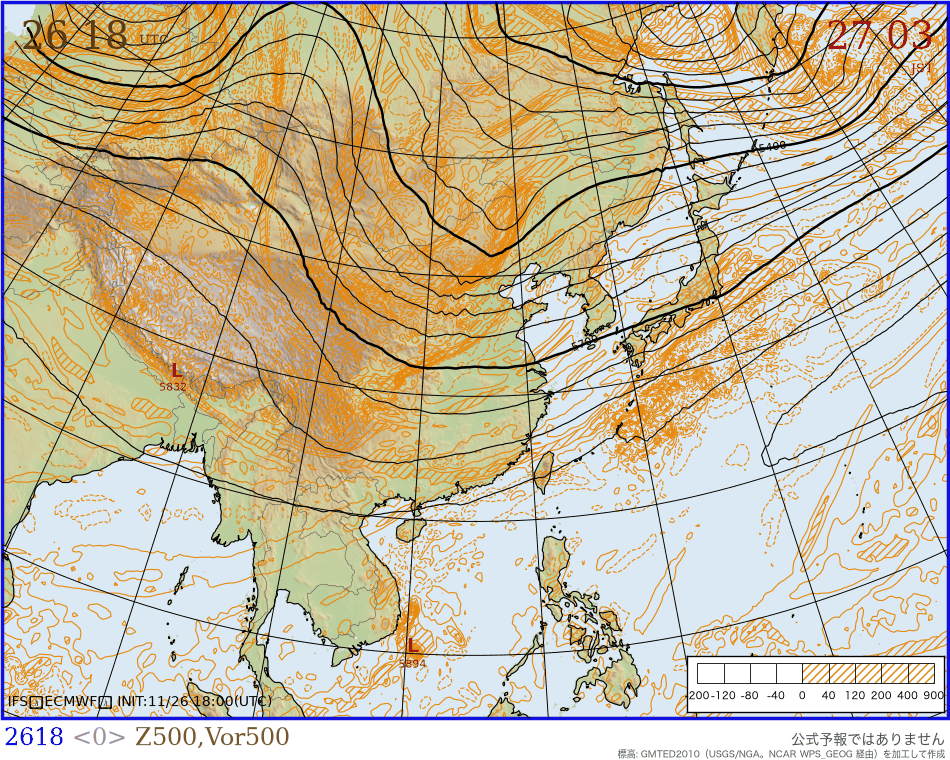 26 18 UTC
27 03
JST
5400
5700
L
5832
L
5894
IFS□ECMWF□ INIT:11/26 18:00(UTC)
200 -120 -80 -40 0 40 120 200 400 900
2618 <0> Z500,Vor500
公式予報ではありません
標高: GMTED2010（USGS/NGA。NCAR WPS_GEOG 経由）を加工して作成